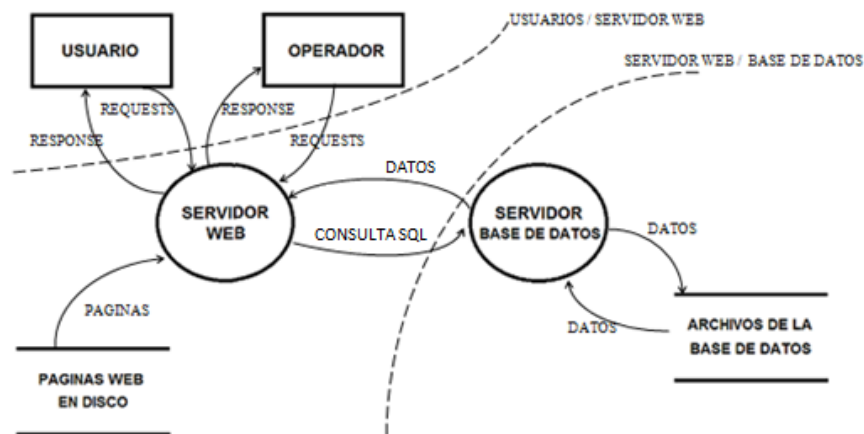 USUARIO
OPERADOR
USUARIOS / SERVIDOR WEB
SERVIDOR WEB / BASE DE DATOS
REQUESTS
RESPONSE
RESPONSE
REQUESTS
DATOS
SERVIDOR
WEB
CONSULTA SQL
SERVIDOR
BASE DE DATOS
DATOS
PAGINAS
DATOS
ARCHIVOS DE LA
BASE DE DATOS
PAGINAS WEB
EN DISCO